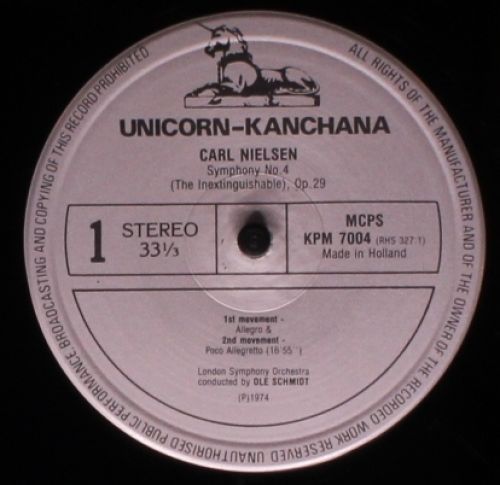 ALL RIGHTS OF THE MANUFACTURER AND OF THE OWNER OF THE RECORDED WORK RESERVED UNAUTHORISED PUBLIC PERFORMANCE BROADCASTING AND COPYING OF THIS RECORD PROHIBITED
UNICORN-KANCHANA
CARL NIELSEN
Symphony No 4
(The Inextinguishable), Op.29
1 STEREO
33⅓
MCPS
KPM 7004 (RHS 327.1)
Made in Holland
1st movement -
Allegro &
2nd movement -
Poco Allegretto (16'55'')
London Symphony Orchestra
conducted by OLE SCHMIDT
(P)1974